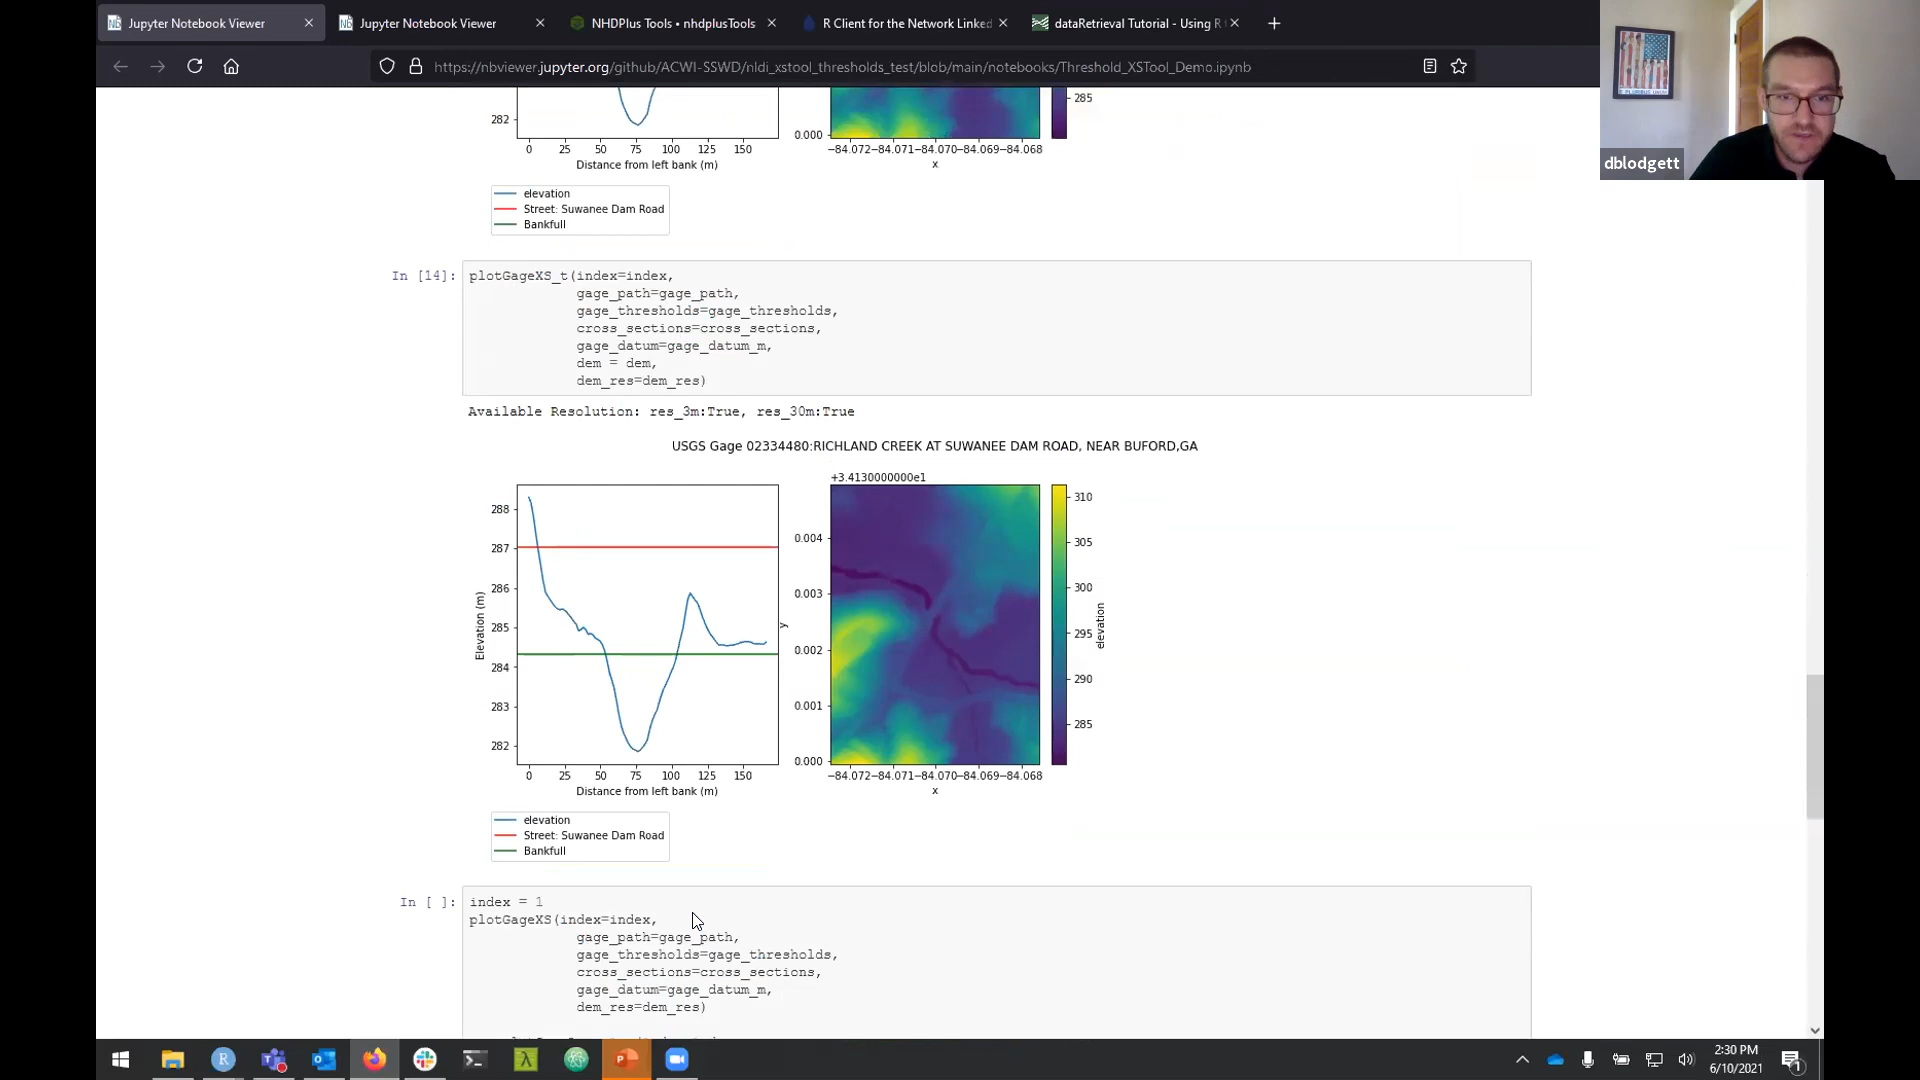 Jupyter Notebook Viewer
Jupyter Notebook Viewer
NHDPlus Tools • nhdplusTools
R Client for the Network Linked
dataRetrieval Tutorial - Using R
https://nbviewer.jupyter.org/github/ACWI-SSWD/nldi_xstool_thresholds_test/blob/main/notebooks/Threshold_XSTool_Demo.ipynb
dblodgett
282
0 25 50 75 100 125 150
Distance from left bank (m)
0.000
−84.072 −84.071 −84.070 −84.069 −84.068
x
285
elevation
Street: Suwanee Dam Road
Bankfull
In [14]:
plotGageXS_t(index=index,
gage_path=gage_path,
gage_thresholds=gage_thresholds,
cross_sections=cross_sections,
gage_datum=gage_datum_m,
dem = dem,
dem_res=dem_res)
Available Resolution: res_3m:True, res_30m:True
USGS Gage 02334480:RICHLAND CREEK AT SUWANEE DAM ROAD, NEAR BUFORD,GA
288
287
286
285
284
283
282
Elevation (m)
0 25 50 75 100 125 150
Distance from left bank (m)
+3.4130000000e1
0.004
0.003
0.002
0.001
0.000
y
−84.072 −84.071 −84.070 −84.069 −84.068
x
310
305
300
295
290
285
elevation
elevation
Street: Suwanee Dam Road
Bankfull
In [ ]:
index = 1
plotGageXS(index=index,
gage_path=gage_path,
gage_thresholds=gage_thresholds,
cross_sections=cross_sections,
gage_datum=gage_datum_m,
dem_res=dem_res)
2:30 PM
6/10/2021
1